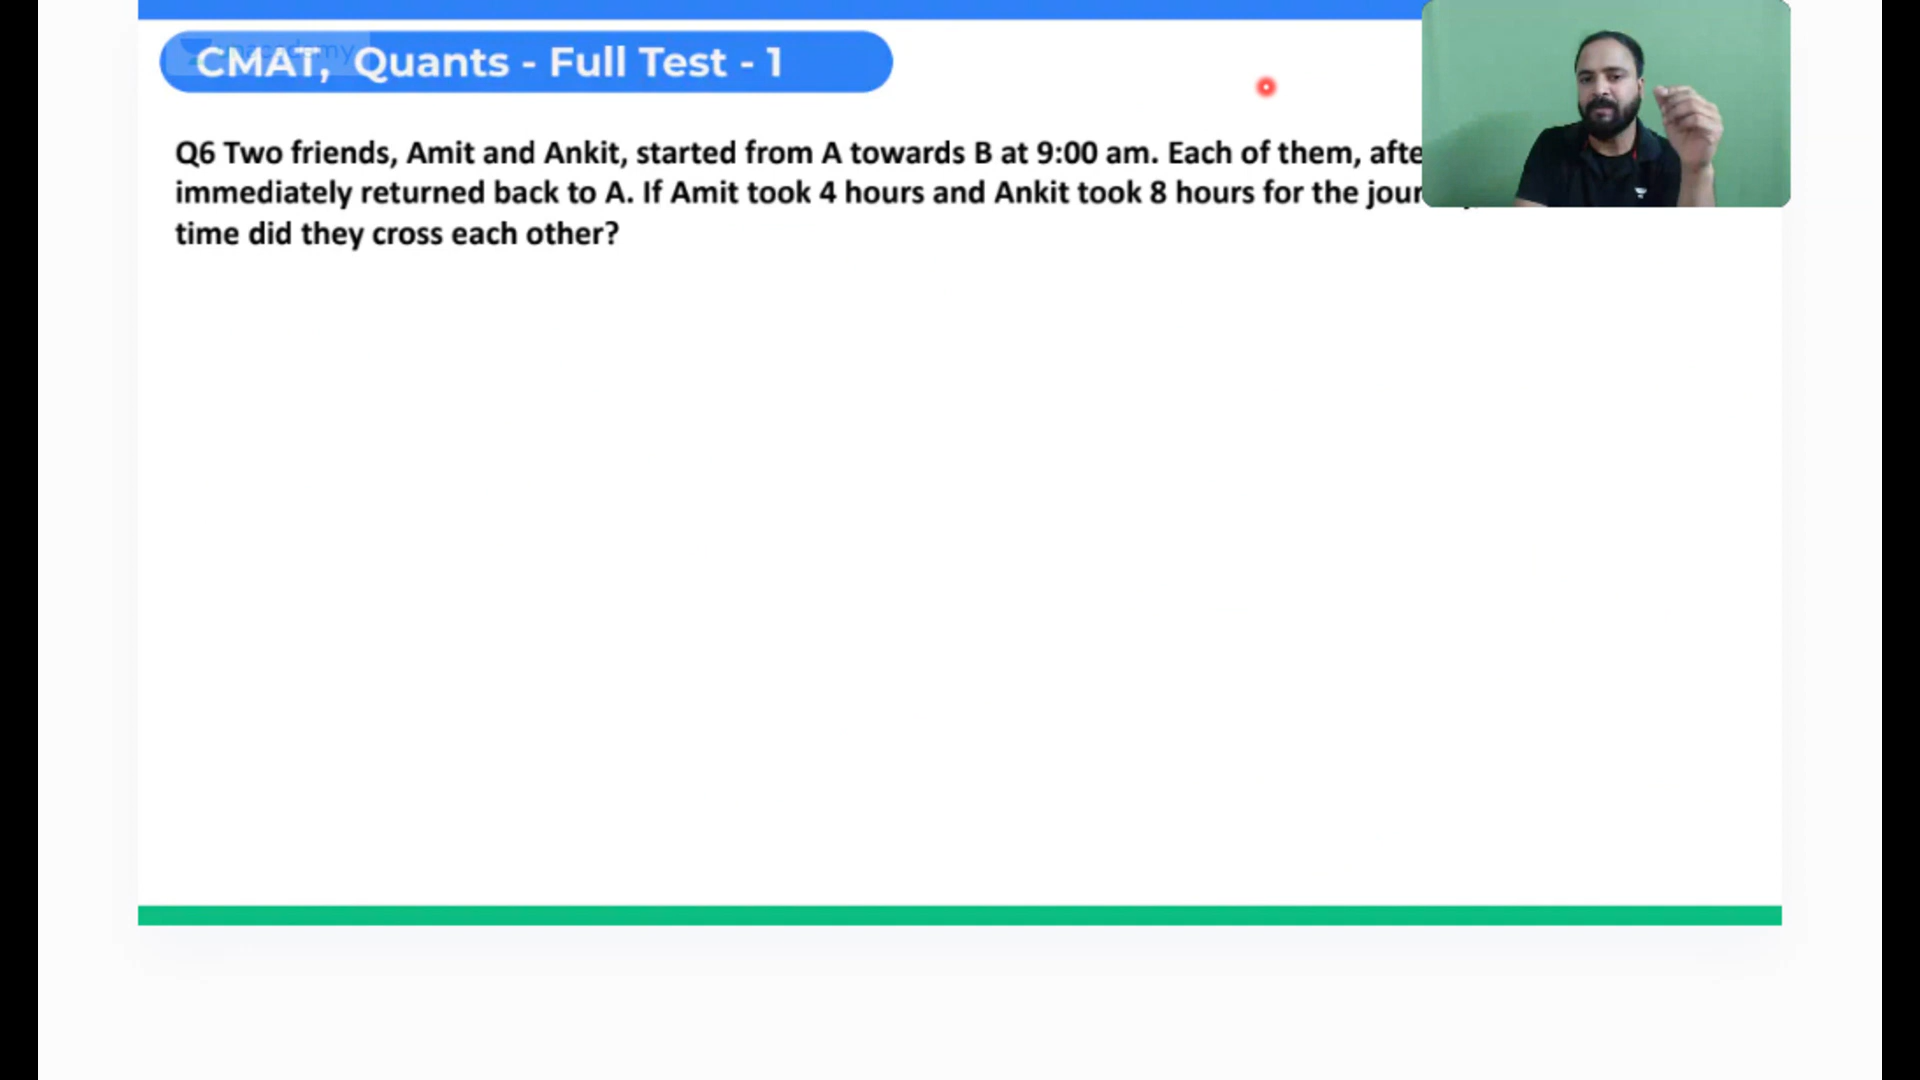 CMAT, Quants - Full Test - 1
Q6 Two friends, Amit and Ankit, started from A towards B at 9:00 am. Each of them, afte
immediately returned back to A. If Amit took 4 hours and Ankit took 8 hours for the jour
time did they cross each other?